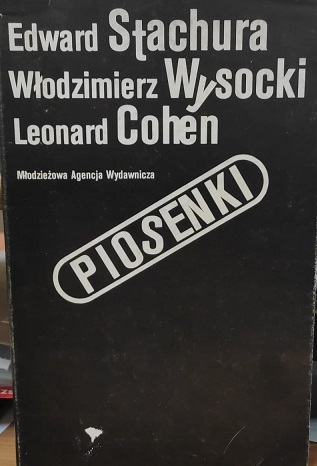 Edward Stachura
Włodzimierz Wysocki
Leonard Cohen
Młodzieżowa Agencja Wydawnicza
PIOSENKI